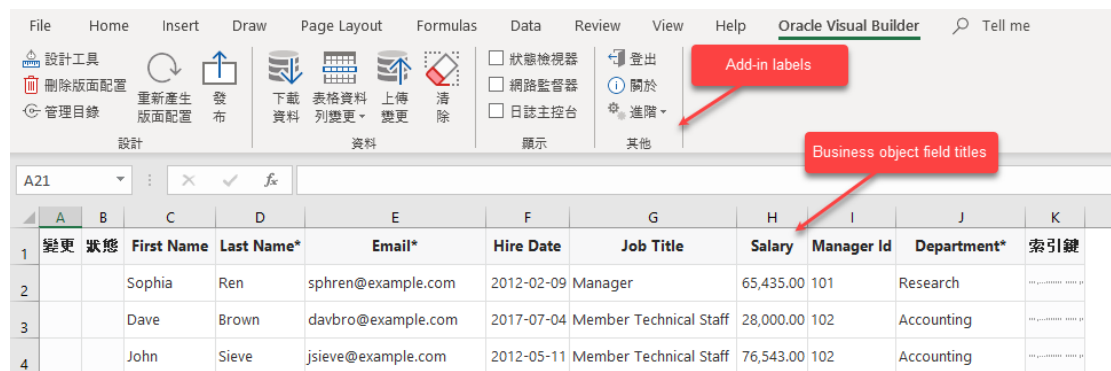 File Home Insert Draw Page Layout Formulas Data Review View Help Oracle Visual Builder Tell me
設計工具
刪除版面配置
管理目錄
重新產生
版面配置
發
布
設計
下載
資料
表格資料
列變更
上傳
變更
清
除
資料
狀態檢視器
網路監督器
日誌主控台
顯示
登出
關於
進階
其他
Add-in labels
Business object field titles
A21 fx
A B C D E F G H I J K
1 變更 狀態 First Name Last Name* Email* Hire Date Job Title Salary Manager Id Department* 索引鍵
2 Sophia Ren sphren@example.com 2012-02-09 Manager 65,435.00 101 Research
3 Dave Brown davbro@example.com 2017-07-04 Member Technical Staff 28,000.00 102 Accounting
4 John Sieve jsieve@example.com 2012-05-11 Member Technical Staff 76,543.00 102 Accounting